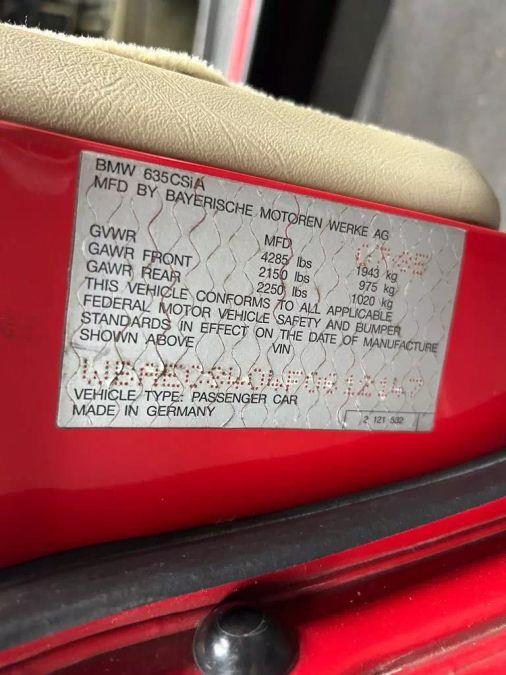 BMW 635CSiA
MFD BY BAYERISCHE MOTOREN WERKE AG
MFD
GVWR 4285 lbs 1943 kg
GAWR FRONT 2150 lbs 975 kg
GAWR REAR 2250 lbs 1020 kg
THIS VEHICLE CONFORMS TO ALL APPLICABLE
FEDERAL MOTOR VEHICLE SAFETY AND BUMPER
STANDARDS IN EFFECT ON THE DATE OF MANUFACTURE
SHOWN ABOVE VIN
VEHICLE TYPE: PASSENGER CAR
MADE IN GERMANY
2 121 532